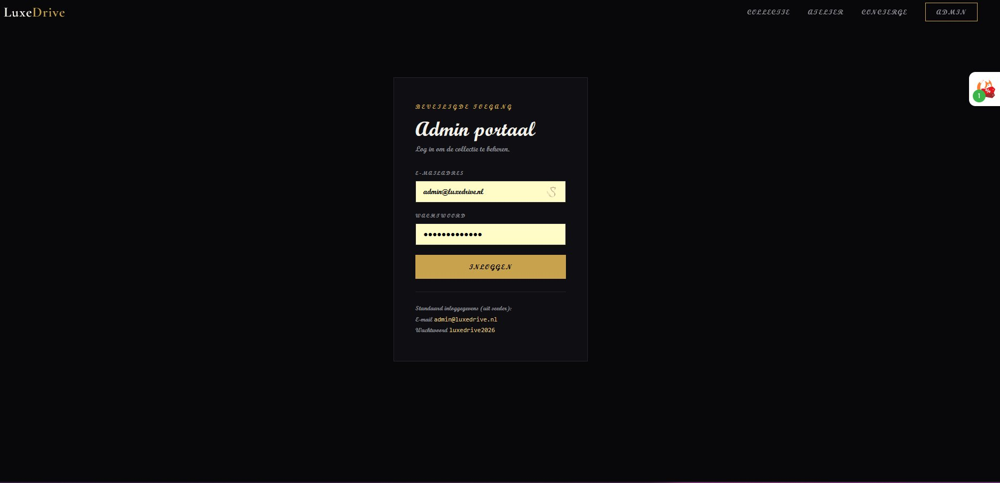 LuxeDrive
COLLECTIE ATELIER CONCIERGE ADMIN
1
BEVEILIGDE TOEGANG
Admin portaal
Log in om de collectie te beheren.
E-MAILADRES
admin@luxedrive.nl
WACHTWOORD
•••••••••••••
INLOGGEN
Standaard inloggegevens (uit seeder):
E-mail admin@luxedrive.nl
Wachtwoord luxedrive2026